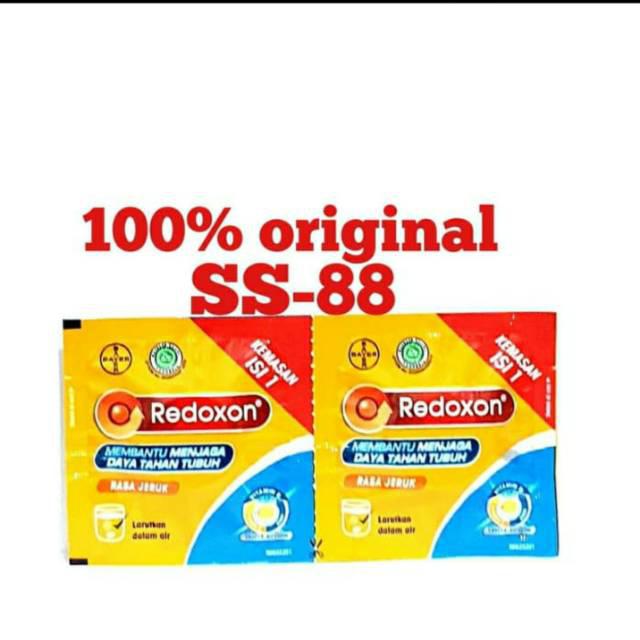 100% original
SS-88
BAYER
KEMASAN
ISI 1
Redoxon®
MEMBANTU MENJAGA
DAYA TAHAN TUBUH
RASA JERUK
Larutkan
dalam air
BAYER
KEMASAN
ISI 1
Redoxon®
MEMBANTU MENJAGA
DAYA TAHAN TUBUH
RASA JERUK
Larutkan
dalam air